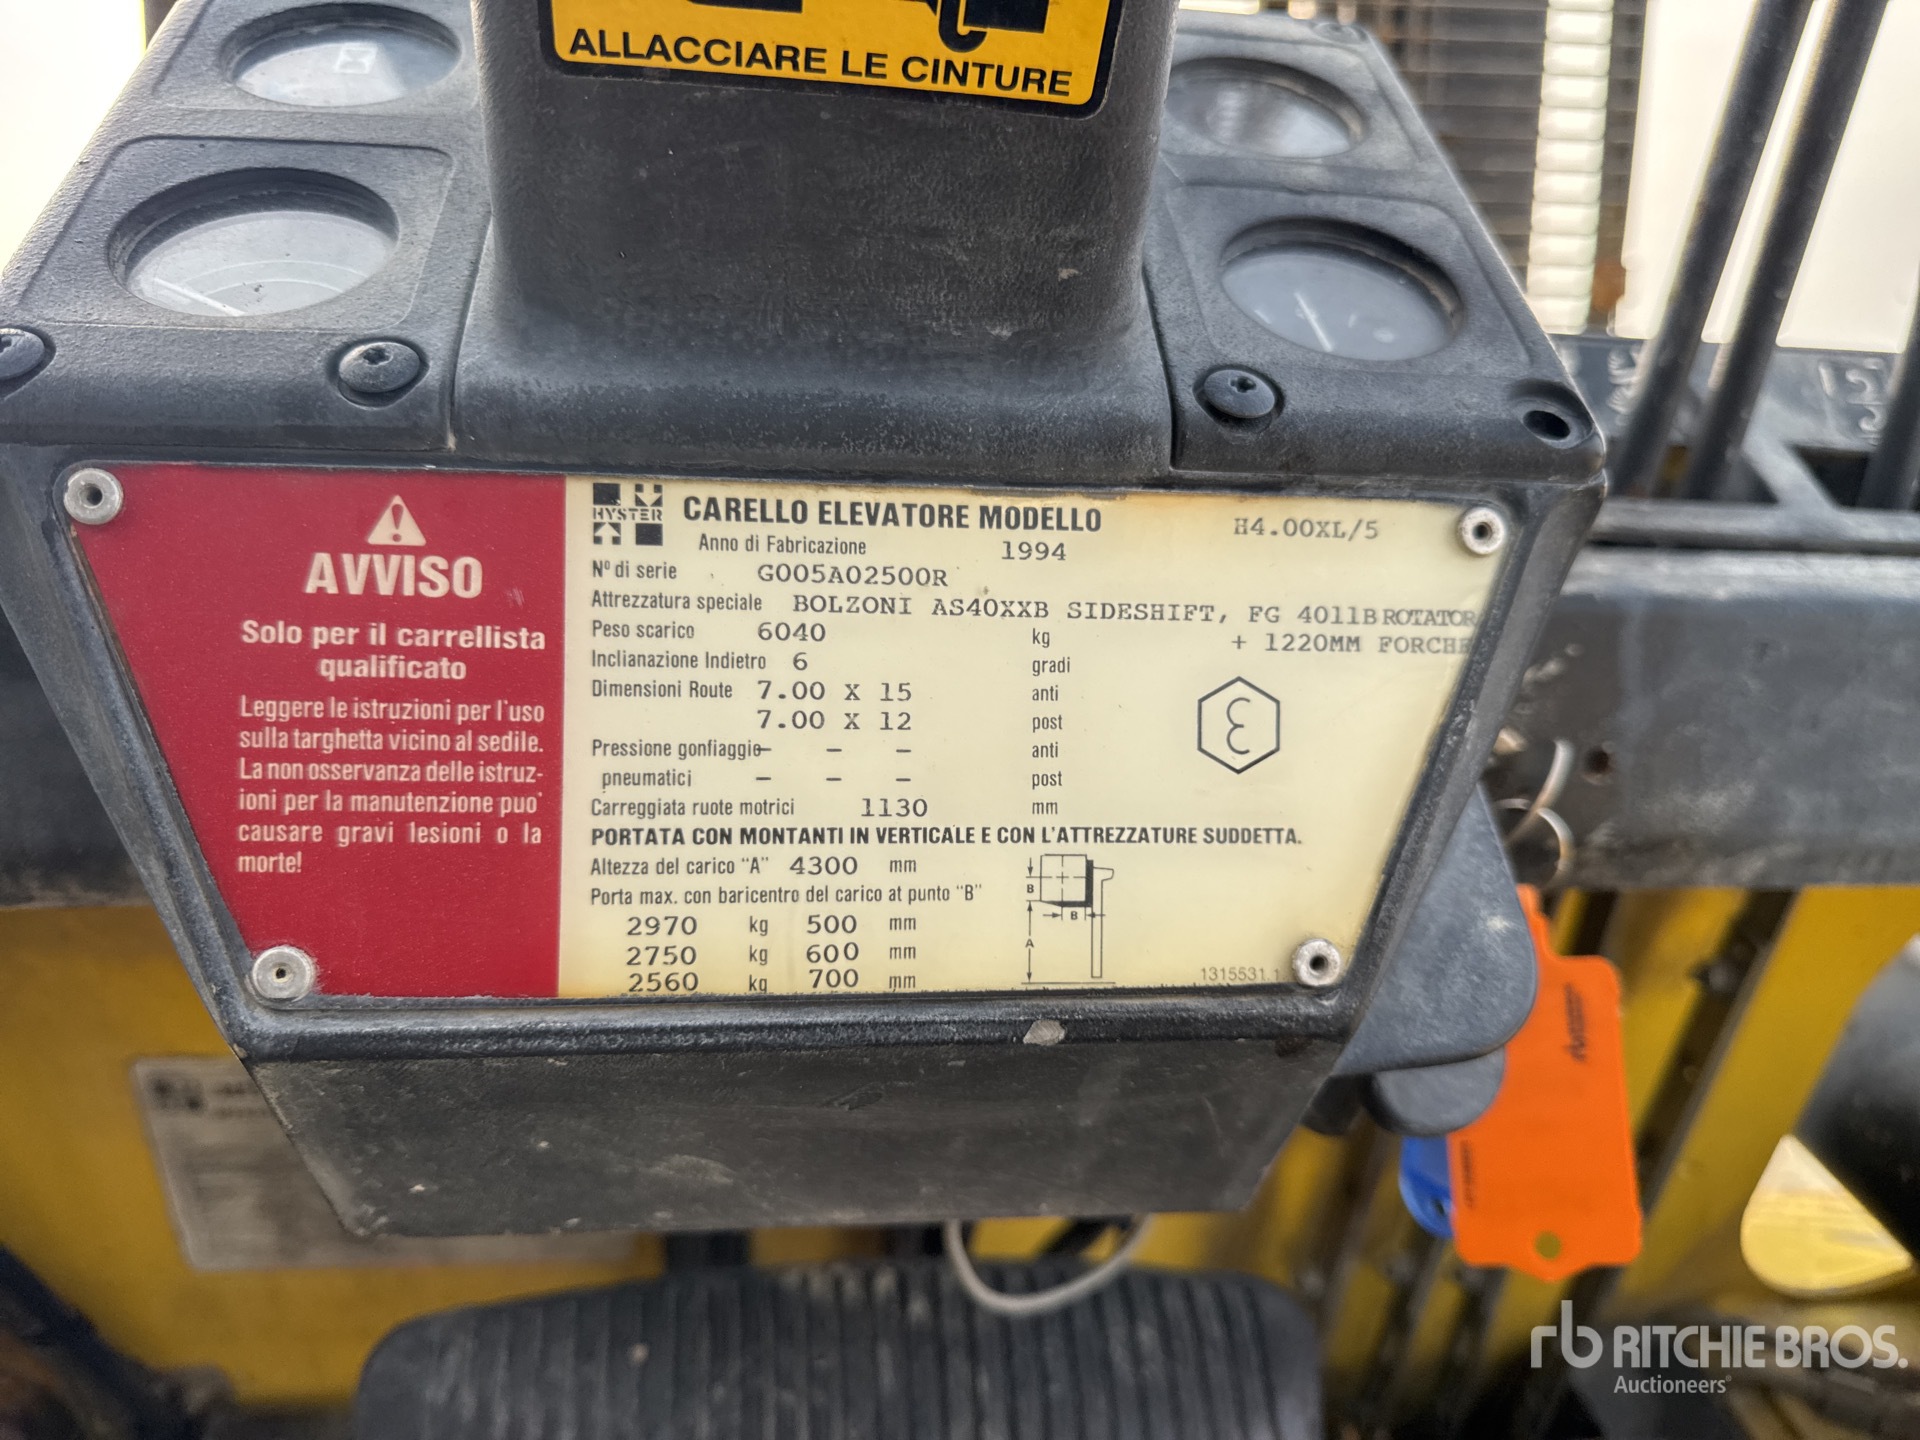 ALLACCIARE LE CINTURE
AVVISO
Solo per il carrellista
qualificato
Leggere le istruzioni per l'uso
sulla targhetta vicino al sedile.
La non osservanza delle istruz-
ioni per la manutenzione puo'
causare gravi lesioni o la
morte!
HYSTER
CARELLO ELEVATORE MODELLO H4.00XL/5
Anno di Fabricazione 1994
Nº di serie G005A02500R
Attrezzatura speciale BOLZONI AS40XXB SIDESHIFT, FG 4011B ROTATOR
+ 1220MM FORCHE
Peso scarico 6040 kg
Inclianazione Indietro 6 gradi
Dimensioni Route 7.00 X 15 anti
7.00 X 12 post
Pressione gonfiaggio – – – anti
pneumatici – – – post
Carreggiata ruote motrici 1130 mm
PORTATA CON MONTANTI IN VERTICALE E CON L'ATTREZZATURE SUDDETTA.
Altezza del carico "A" 4300 mm
Porta max. con baricentro del carico at punto "B"
2970 kg 500 mm
2750 kg 600 mm
2560 kg 700 mm
B
B
A
1315531.1
rb RITCHIE BROS.
Auctioneers